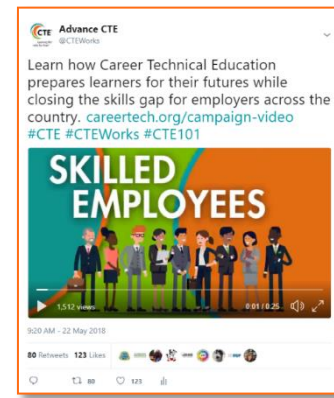 Advance CTE
@CTEWorks
Learn how Career Technical Education
prepares learners for their futures while
closing the skills gap for employers across the
country. careertech.org/campaign-video
#CTE #CTEWorks #CTE101
SKILLED
EMPLOYEES
1,512 views
0:01 / 0:25
9:20 AM - 22 May 2018
80 Retweets 123 Likes
80 123